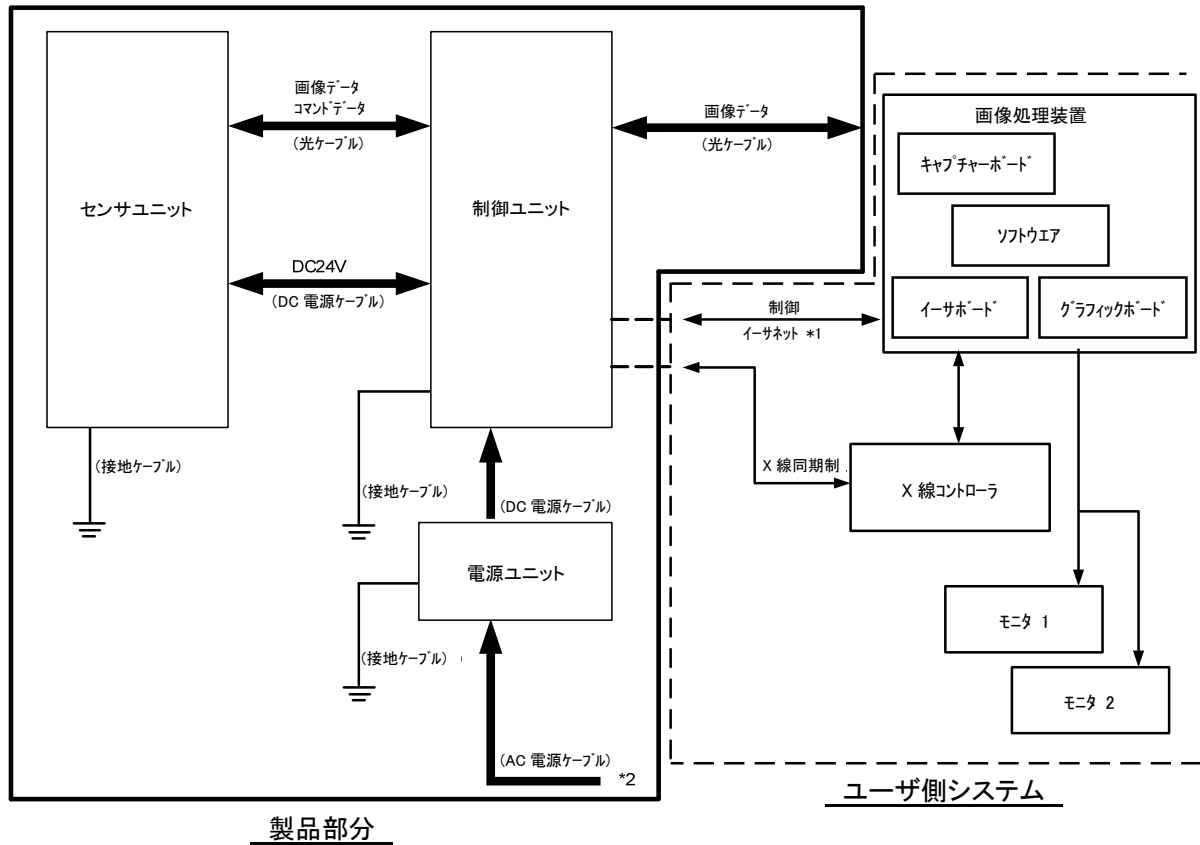 画像データ
コマンドデータ
(光ケーブル)
画像データ
(光ケーブル)
センサユニット
制御ユニット
DC24V
(DC 電源ケーブル)
画像処理装置
キャプチャーボード
ソフトウエア
イーサボード
グラフィックボード
制御
イーサネット *1
(接地ケーブル)
(接地ケーブル)
(DC 電源ケーブル)
X 線同期制
X 線コントローラ
電源ユニット
(接地ケーブル)
モニタ 1
モニタ 2
(AC 電源ケーブル)
*2
ユーザ側システム
製品部分